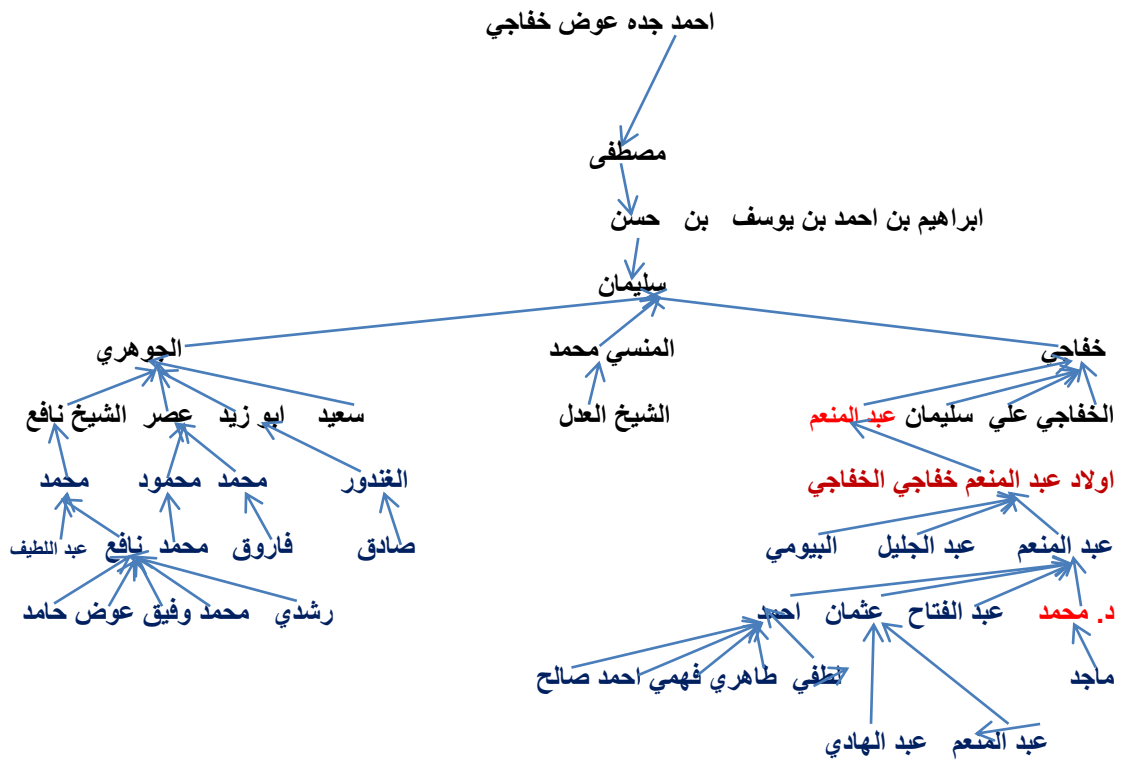 احمد جده عوض خفاجي
مصطفى
ابراهيم بن احمد بن يوسف بن حسن
سليمان
خفاجي المنسي محمد الجوهري
الخفاجي علي سليمان عبد المنعم الشيخ العدل سعيد ابو زيد عصر الشيخ نافع
اولاد عبد المنعم خفاجي الخفاجي الغندور محمد محمود محمد
عبد المنعم عبد الجليل البيومي صادق فاروق محمد نافع عبد اللطيف
د. محمد عبد الفتاح عثمان احمد رشدي محمد وفيق عوض حامد
ماجد لطفي طاهري فهمي احمد صالح
عبد المنعم عبد الهادي